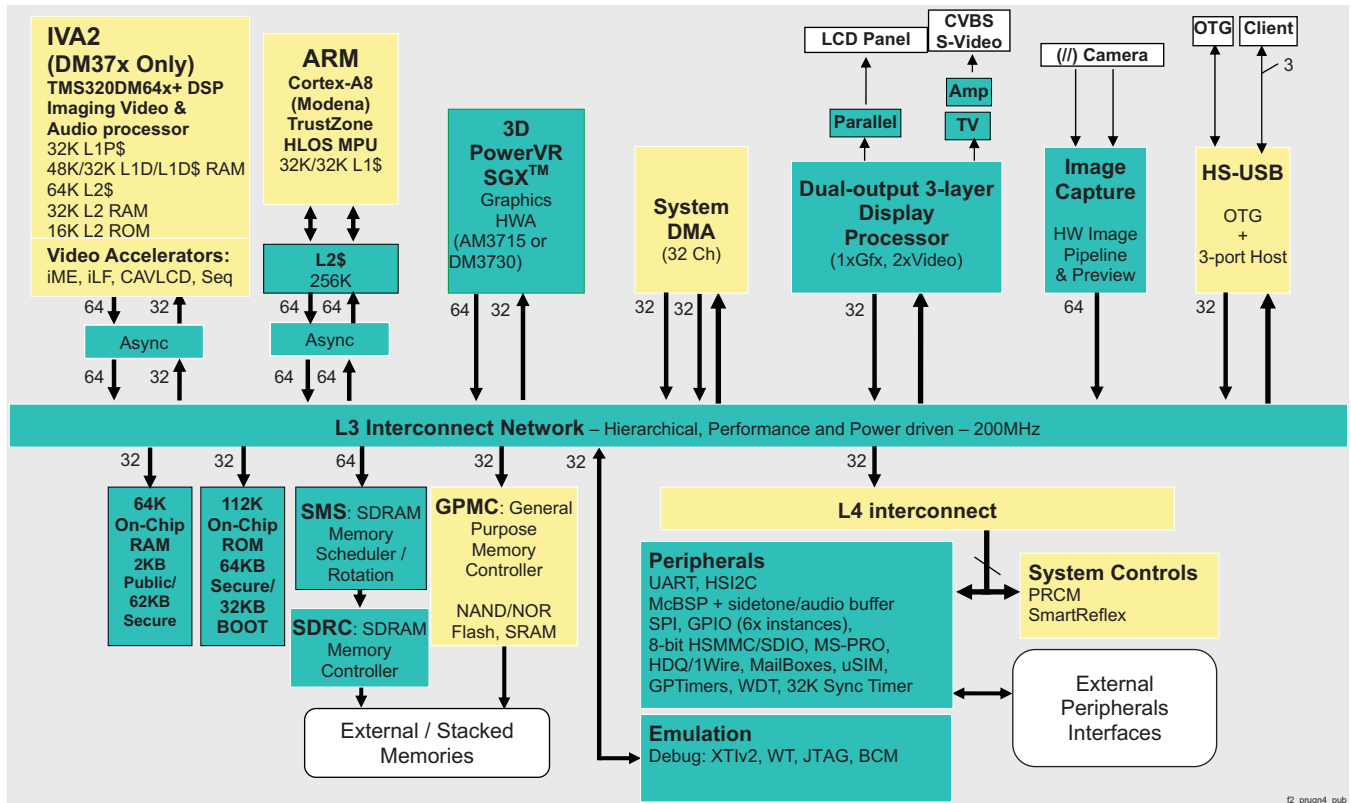 IVA2
(DM37x Only)
TMS320DM64x+ DSP
Imaging Video &
Audio processor
32K L1P$
48K/32K L1D/L1D$ RAM
64K L2$
32K L2 RAM
16K L2 ROM
Video Accelerators:
iME, iLF, CAVLCD, Seq
64
32
Async
64
32
ARM
Cortex-A8
(Modena)
TrustZone
HLOS MPU
32K/32K L1$
L2$
256K
64
64
Async
64
64
3D
PowerVR
SGX™
Graphics
HWA
(AM3715 or
DM3730)
64
32
System
DMA
(32 Ch)
32
32
LCD Panel
CVBS
S-Video
Amp
Parallel
TV
Dual-output 3-layer
Display
Processor
(1xGfx, 2xVideo)
32
(//) Camera
Image
Capture
HW Image
Pipeline
& Preview
64
OTG
Client
3
HS-USB
OTG
+
3-port Host
32
L3 Interconnect Network – Hierarchical, Performance and Power driven – 200MHz
32
32
64
32
32
32
64K
On-Chip
RAM
2KB
Public/
62KB
Secure
112K
On-Chip
ROM
64KB
Secure/
32KB
BOOT
SMS: SDRAM
Memory
Scheduler /
Rotation
SDRC: SDRAM
Memory
Controller
GPMC: General
Purpose
Memory
Controller
NAND/NOR
Flash, SRAM
External / Stacked
Memories
L4 interconnect
Peripherals
UART, HSI2C
McBSP + sidetone/audio buffer
SPI, GPIO (6x instances),
8-bit HSMMC/SDIO, MS-PRO,
HDQ/1Wire, MailBoxes, uSIM,
GPTimers, WDT, 32K Sync Timer
System Controls
PRCM
SmartReflex
External
Peripherals
Interfaces
Emulation
Debug: XTIv2, WT, JTAG, BCM
f2_prugn4_pub